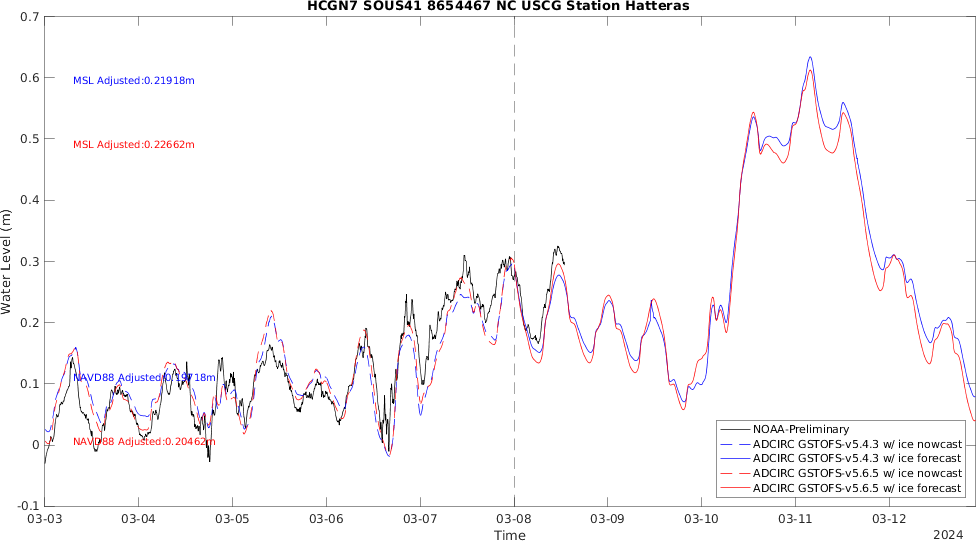 HCGN7 SOUS41 8654467 NC USCG Station Hatteras
0.7
0.6
0.5
0.4
0.3
0.2
0.1
0
-0.1
Water Level (m)
MSL Adjusted:0.21918m
MSL Adjusted:0.22662m
NAVD88 Adjusted:0.19718m
NAVD88 Adjusted:0.20462m
NOAA-Preliminary
ADCIRC GSTOFS-v5.4.3 w/ ice nowcast
ADCIRC GSTOFS-v5.4.3 w/ ice forecast
ADCIRC GSTOFS-v5.6.5 w/ ice nowcast
ADCIRC GSTOFS-v5.6.5 w/ ice forecast
03-03 03-04 03-05 03-06 03-07 03-08 03-09 03-10 03-11 03-12
Time
2024